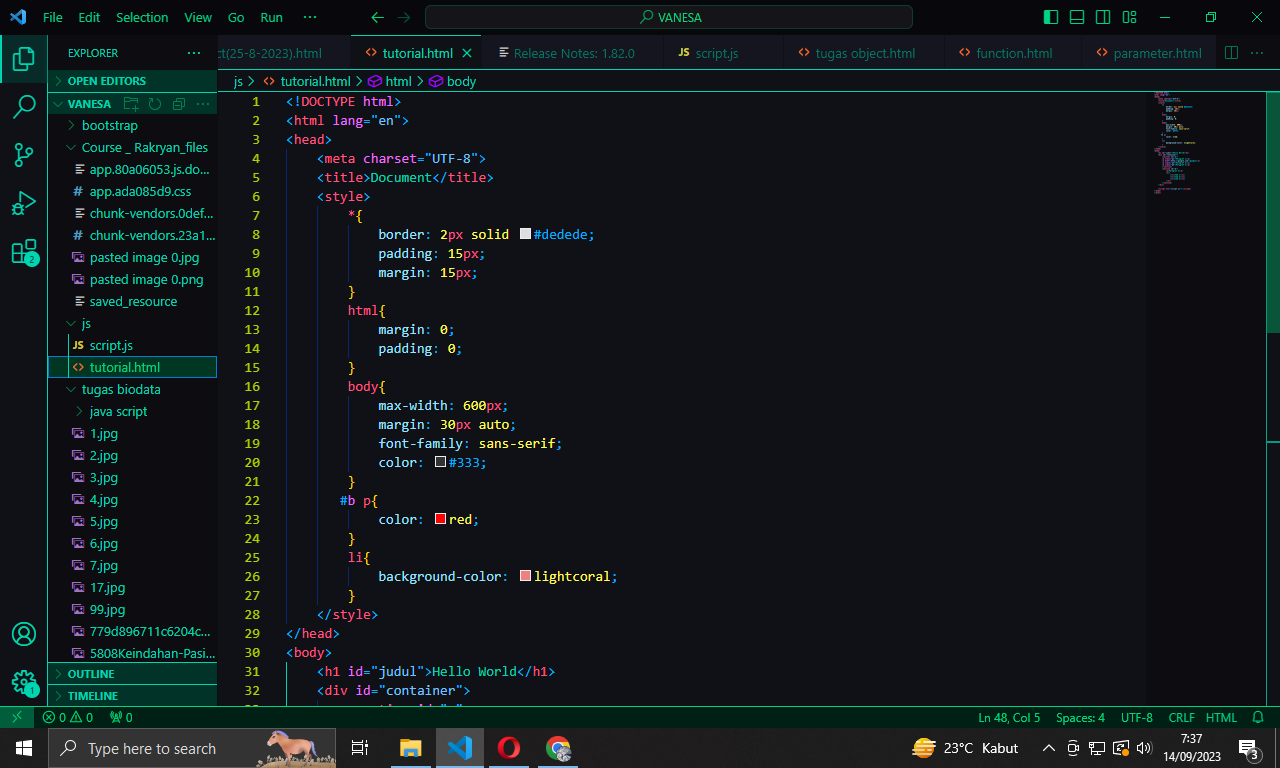 File Edit Selection View Go Run ··· VANESA
EXPLORER ···
OPEN EDITORS
VANESA
bootstrap
Course _ Rakryan_files
app.80a06053.js.do...
app.ada085d9.css
chunk-vendors.0def...
chunk-vendors.23a1...
pasted image 0.jpg
pasted image 0.png
saved_resource
js
script.js
tutorial.html
tugas biodata
java script
1.jpg
2.jpg
3.jpg
4.jpg
5.jpg
6.jpg
7.jpg
17.jpg
99.jpg
779d896711c6204c...
5808Keindahan-Pasi...
OUTLINE
TIMELINE
ct(25-8-2023).html tutorial.html Release Notes: 1.82.0 script.js tugas object.html function.html parameter.html
js > tutorial.html > html > body
1 <!DOCTYPE html>
2 <html lang="en">
3 <head>
4 <meta charset="UTF-8">
5 <title>Document</title>
6 <style>
7 *{
8 border: 2px solid #dedede;
9 padding: 15px;
10 margin: 15px;
11 }
12 html{
13 margin: 0;
14 padding: 0;
15 }
16 body{
17 max-width: 600px;
18 margin: 30px auto;
19 font-family: sans-serif;
20 color: #333;
21 }
22 #b p{
23 color: red;
24 }
25 li{
26 background-color: lightcoral;
27 }
28 </style>
29 </head>
30 <body>
31 <h1 id="judul">Hello World</h1>
32 <div id="container">
0 0 0 Ln 48, Col 5 Spaces: 4 UTF-8 CRLF HTML
Type here to search 23°C Kabut 7:37
14/09/2023 3